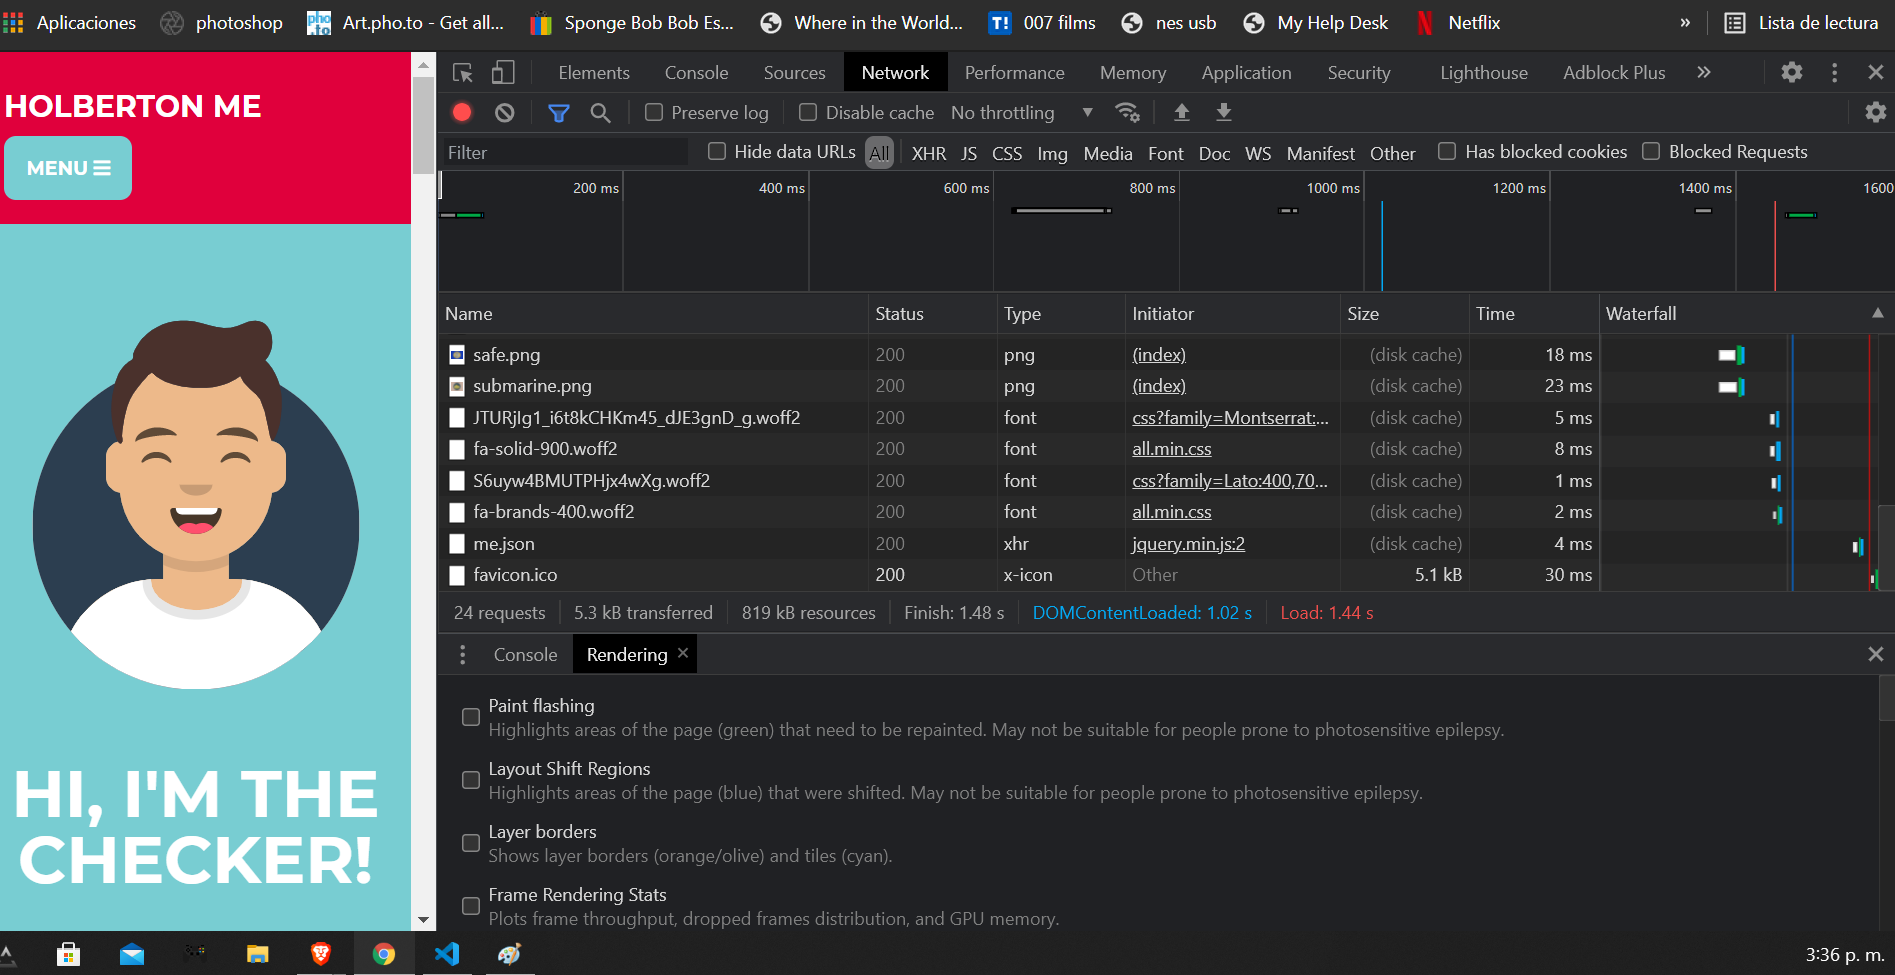 Aplicaciones photoshop pho.to Art.pho.to - Get all... Sponge Bob Bob Es... Where in the World... T! 007 films nes usb My Help Desk Netflix » Lista de lectura
HOLBERTON ME
MENU
HI, I'M THE
CHECKER!
Elements Console Sources Network Performance Memory Application Security Lighthouse Adblock Plus »
Preserve log Disable cache No throttling
Filter Hide data URLs All XHR JS CSS Img Media Font Doc WS Manifest Other Has blocked cookies Blocked Requests
200 ms 400 ms 600 ms 800 ms 1000 ms 1200 ms 1400 ms 1600
Name Status Type Initiator Size Time Waterfall
safe.png 200 png (index) (disk cache) 18 ms
submarine.png 200 png (index) (disk cache) 23 ms
JTURjIg1_i6t8kCHKm45_dJE3gnD_g.woff2 200 font css?family=Montserrat:... (disk cache) 5 ms
fa-solid-900.woff2 200 font all.min.css (disk cache) 8 ms
S6uyw4BMUTPHjx4wXg.woff2 200 font css?family=Lato:400,70... (disk cache) 1 ms
fa-brands-400.woff2 200 font all.min.css (disk cache) 2 ms
me.json 200 xhr jquery.min.js:2 (disk cache) 4 ms
favicon.ico 200 x-icon Other 5.1 kB 30 ms
24 requests 5.3 kB transferred 819 kB resources Finish: 1.48 s DOMContentLoaded: 1.02 s Load: 1.44 s
Console Rendering
Paint flashing
Highlights areas of the page (green) that need to be repainted. May not be suitable for people prone to photosensitive epilepsy.
Layout Shift Regions
Highlights areas of the page (blue) that were shifted. May not be suitable for people prone to photosensitive epilepsy.
Layer borders
Shows layer borders (orange/olive) and tiles (cyan).
Frame Rendering Stats
Plots frame throughput, dropped frames distribution, and GPU memory.
3:36 p. m.